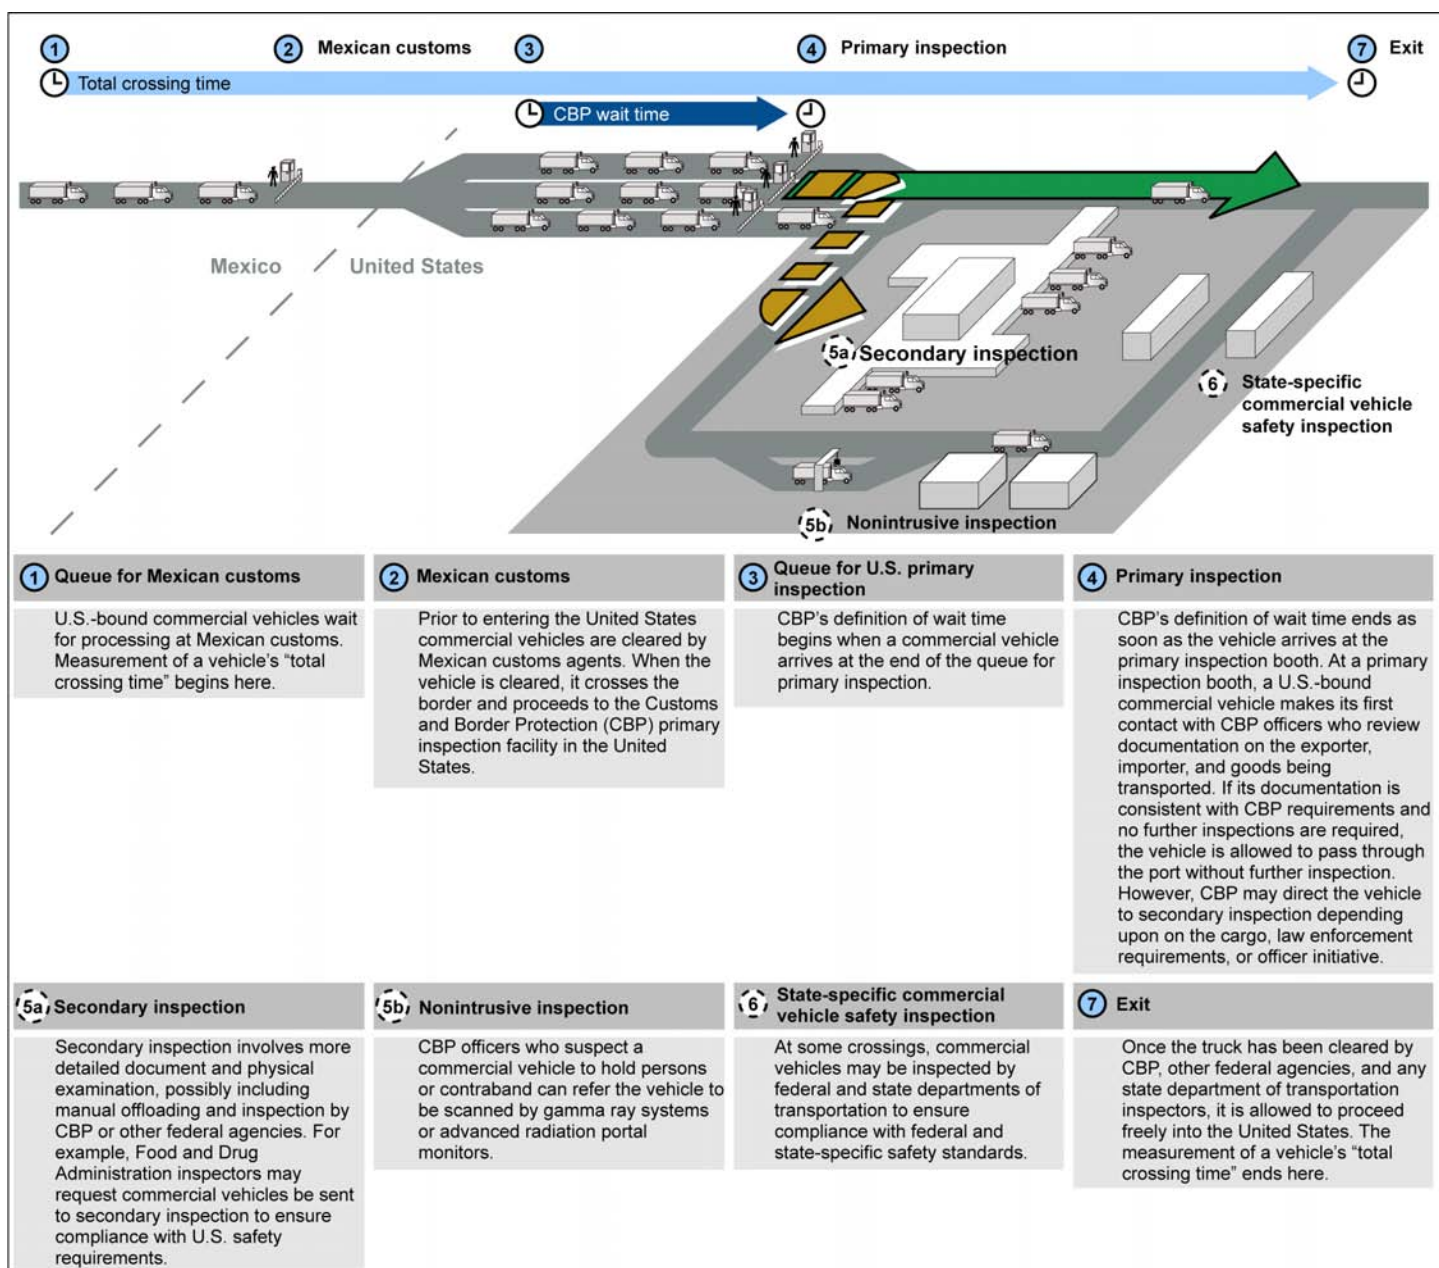 1
2 Mexican customs
3
4 Primary inspection
7 Exit
Total crossing time
CBP wait time
Mexico
United States
5a Secondary inspection
6 State-specific
commercial vehicle
safety inspection
5b Nonintrusive inspection
1 Queue for Mexican customs
U.S.-bound commercial vehicles wait
for processing at Mexican customs.
Measurement of a vehicle's “total
crossing time” begins here.
2 Mexican customs
Prior to entering the United States
commercial vehicles are cleared by
Mexican customs agents. When the
vehicle is cleared, it crosses the
border and proceeds to the Customs
and Border Protection (CBP) primary
inspection facility in the United
States.
3 Queue for U.S. primary
inspection
CBP's definition of wait time
begins when a commercial vehicle
arrives at the end of the queue for
primary inspection.
4 Primary inspection
CBP's definition of wait time ends as
soon as the vehicle arrives at the
primary inspection booth. At a primary
inspection booth, a U.S.-bound
commercial vehicle makes its first
contact with CBP officers who review
documentation on the exporter,
importer, and goods being
transported. If its documentation is
consistent with CBP requirements and
no further inspections are required,
the vehicle is allowed to pass through
the port without further inspection.
However, CBP may direct the vehicle
to secondary inspection depending
upon on the cargo, law enforcement
requirements, or officer initiative.
5a Secondary inspection
Secondary inspection involves more
detailed document and physical
examination, possibly including
manual offloading and inspection by
CBP or other federal agencies. For
example, Food and Drug
Administration inspectors may
request commercial vehicles be sent
to secondary inspection to ensure
compliance with U.S. safety
requirements.
5b Nonintrusive inspection
CBP officers who suspect a
commercial vehicle to hold persons
or contraband can refer the vehicle to
be scanned by gamma ray systems
or advanced radiation portal
monitors.
6 State-specific commercial
vehicle safety inspection
At some crossings, commercial
vehicles may be inspected by
federal and state departments of
transportation to ensure
compliance with federal and
state-specific safety standards.
7 Exit
Once the truck has been cleared by
CBP, other federal agencies, and any
state department of transportation
inspectors, it is allowed to proceed
freely into the United States. The
measurement of a vehicle's “total
crossing time” ends here.